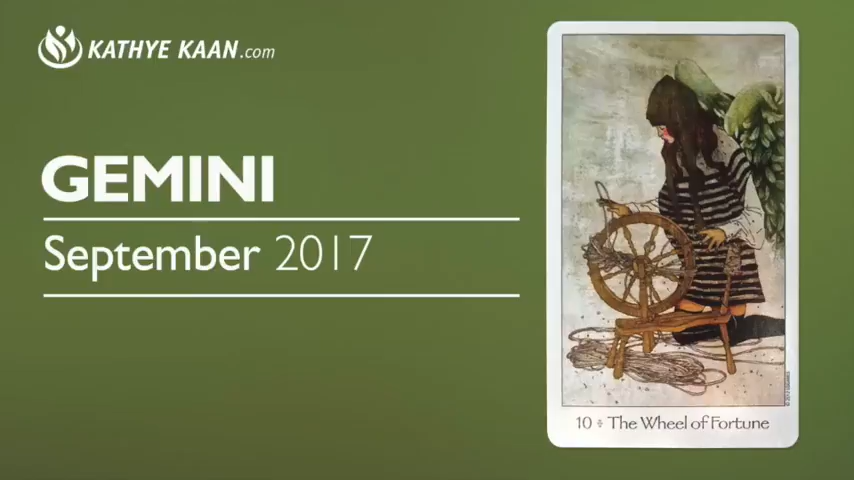 KATHYE KAAN.com
GEMINI
September 2017
10 ÷ The Wheel of Fortune